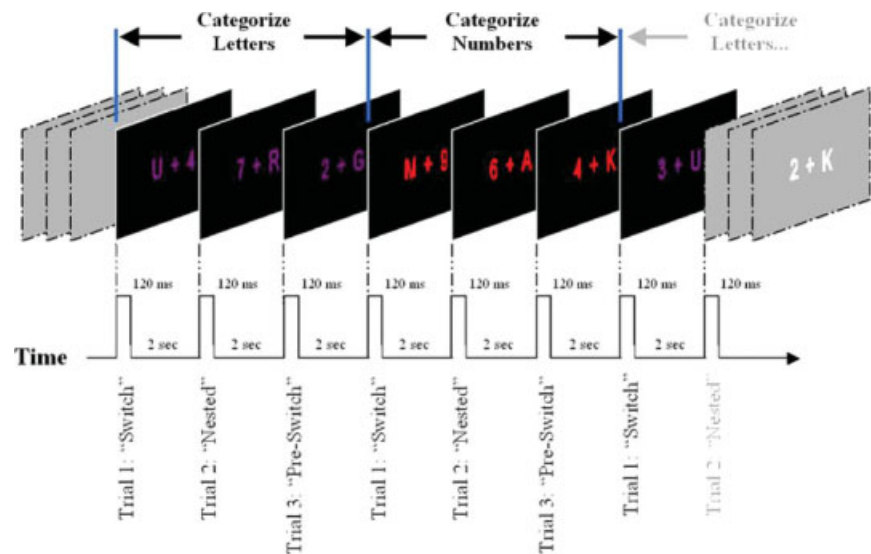 Categorize
Letters
Categorize
Numbers
Categorize
Letters...
U + 4
7 + R
2 + G
N + 9
6 + A
4 + K
3 + U
2 + K
120 ms
120 ms
120 ms
120 ms
120 ms
120 ms
120 ms
120 ms
Time
2 sec
2 sec
2 sec
2 sec
2 sec
2 sec
2 sec
Trial 1: “Switch”
Trial 2: “Nested”
Trial 3: “Pre-Switch”
Trial 1: “Switch”
Trial 2: “Nested”
Trial 3: “Pre-Switch”
Trial 1: “Switch”
Trial 2: “Nested”